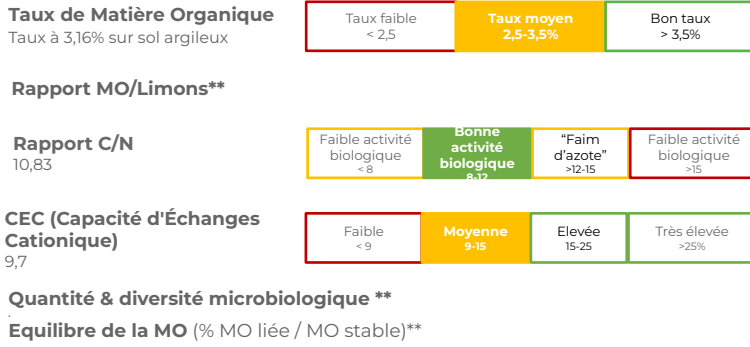 Taux de Matière Organique
Taux à 3,16% sur sol argileux
Taux faible
< 2,5
Taux moyen
2,5-3,5%
Bon taux
> 3,5%
Rapport MO/Limons**
Rapport C/N
10,83
Faible activité
biologique
< 8
Bonne
activité
biologique
8-12
“Faim
d’azote”
>12-15
Faible activité
biologique
>15
CEC (Capacité d'Échanges
Cationique)
9,7
Faible
< 9
Moyenne
9-15
Elevée
15-25
Très élevée
>25%
Quantité & diversité microbiologique **
.
Equilibre de la MO (% MO liée / MO stable)**